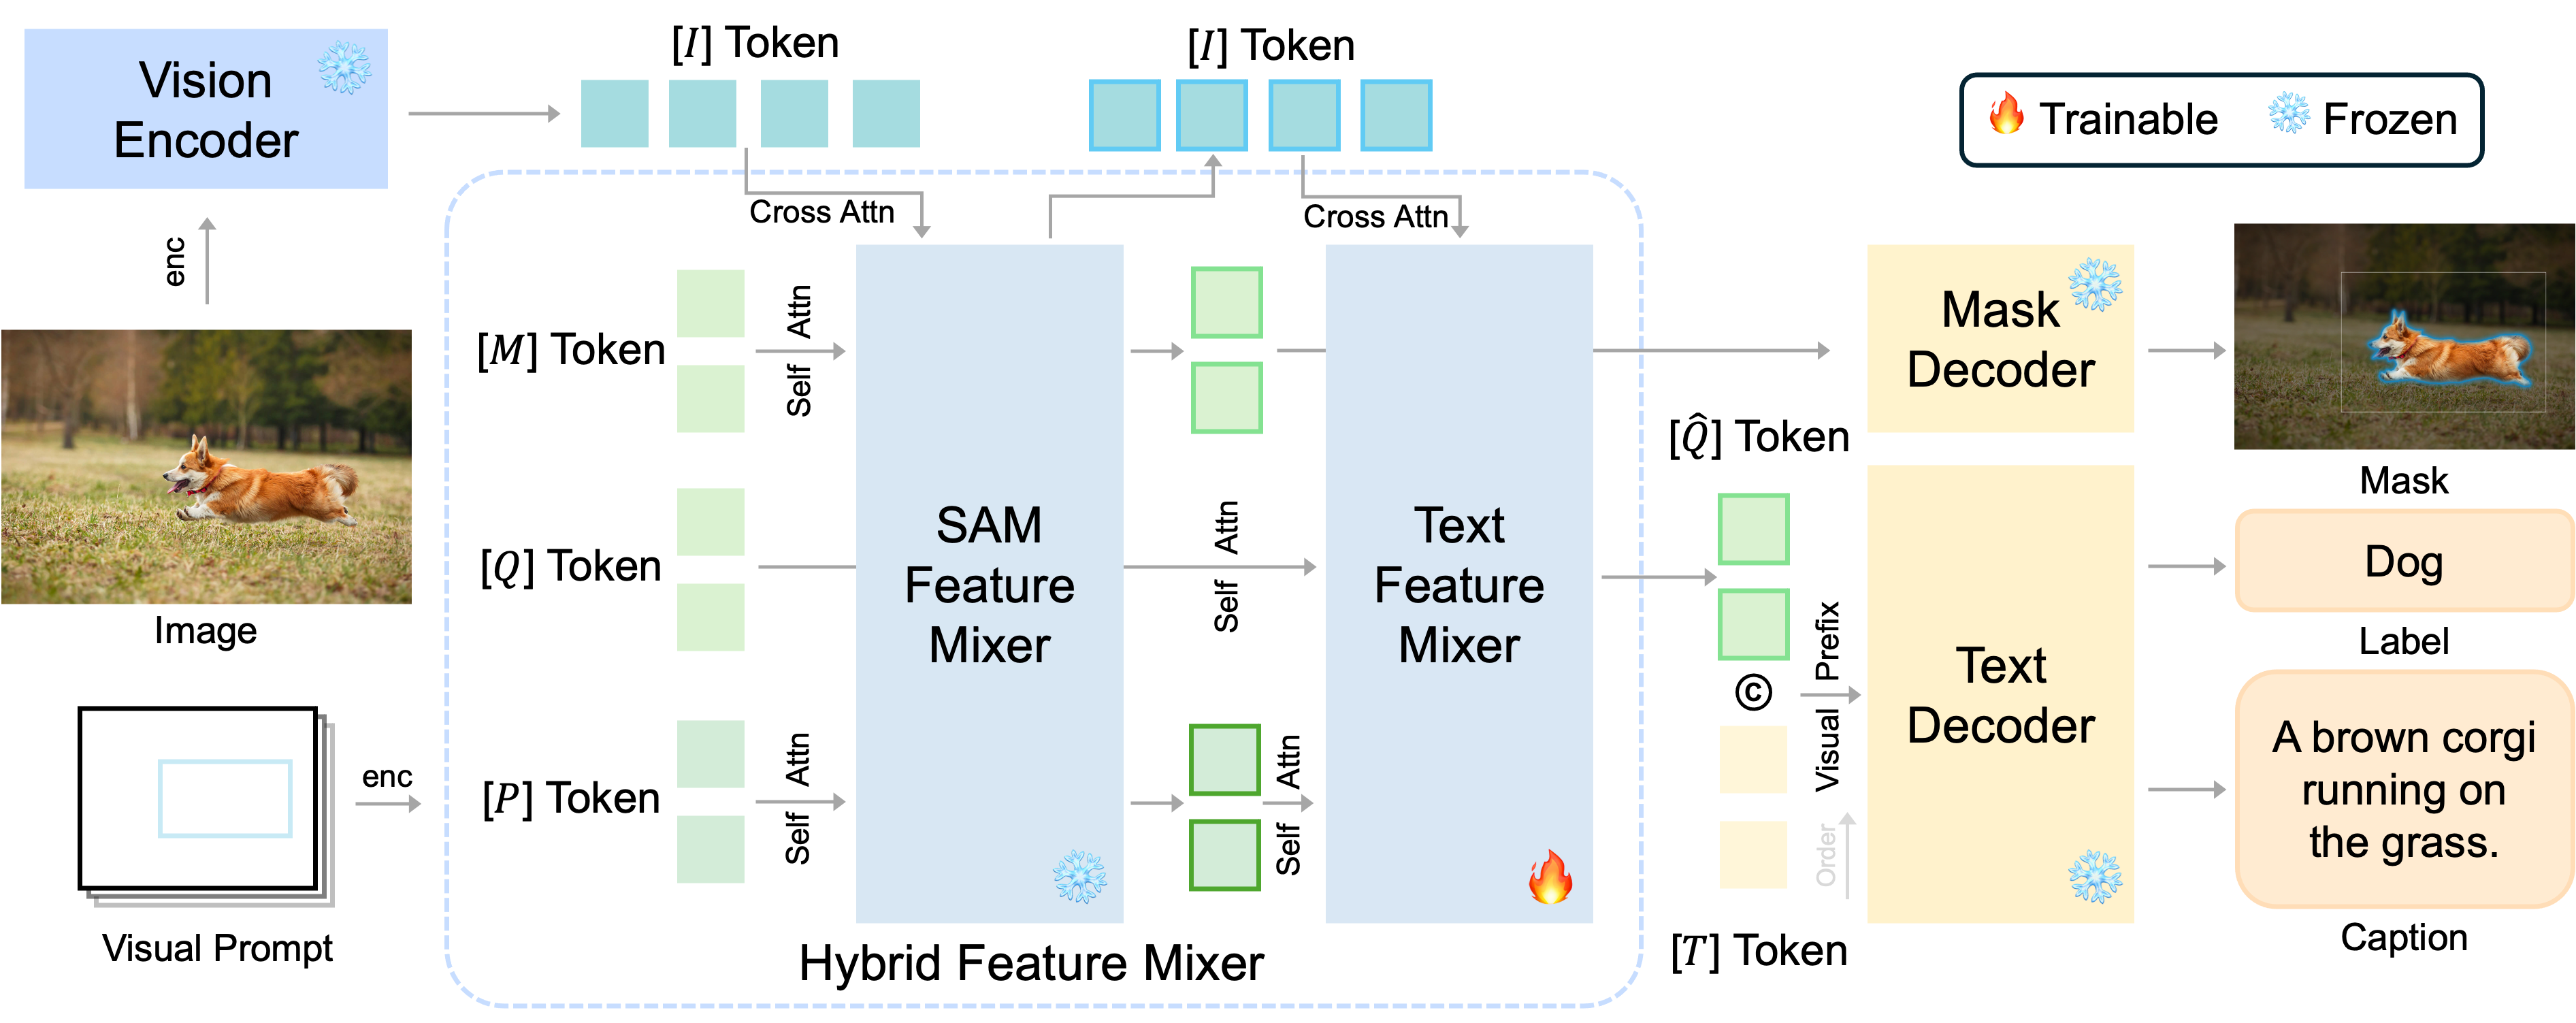 Vision
Encoder
[I] Token
[I] Token
Trainable
Frozen
enc
Cross Attn
Cross Attn
Image
[M] Token
Self Attn
[Q] Token
Self Attn
[P] Token
Self Attn
Self Attn
enc
Visual Prompt
SAM
Feature
Mixer
Text
Feature
Mixer
Hybrid Feature Mixer
[Q̂] Token
©
Visual Prefix
Order
[T] Token
Mask
Decoder
Text
Decoder
Mask
Dog
Label
A brown corgi
running on
the grass.
Caption